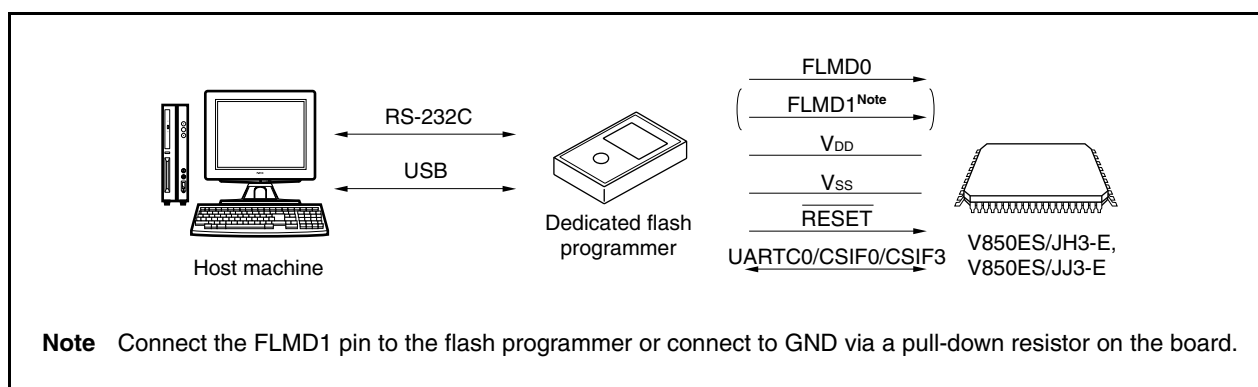 FLMD0
RS-232C
FLMD1Note
USB
VDD
VSS
RESET
UARTC0/CSIF0/CSIF3
Host machine
Dedicated flash
programmer
V850ES/JH3-E,
V850ES/JJ3-E
Note Connect the FLMD1 pin to the flash programmer or connect to GND via a pull-down resistor on the board.